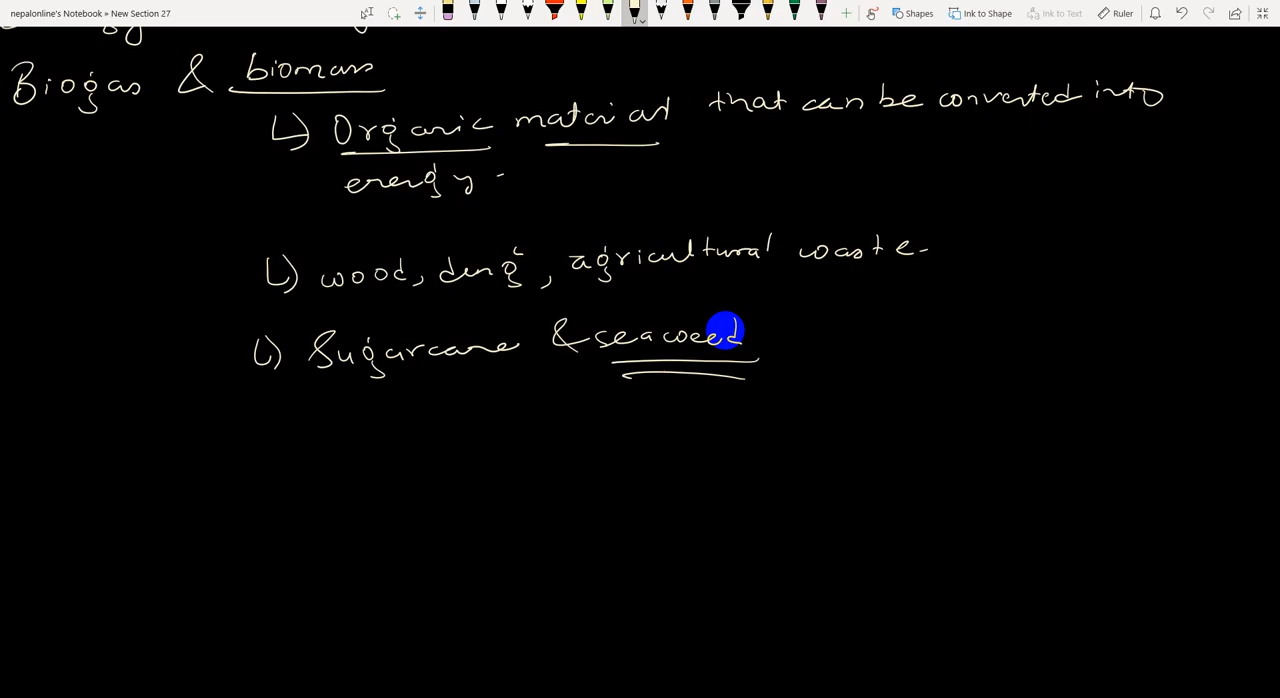 nepalonline's Notebook » New Section 27
Shapes Ink to Shape Ink to Text Ruler
Biogas & biomass
↳ Organic material that can be converted into
energy.
↳ wood, dung, agricultural waste.
↳ Sugarcane & seaweed